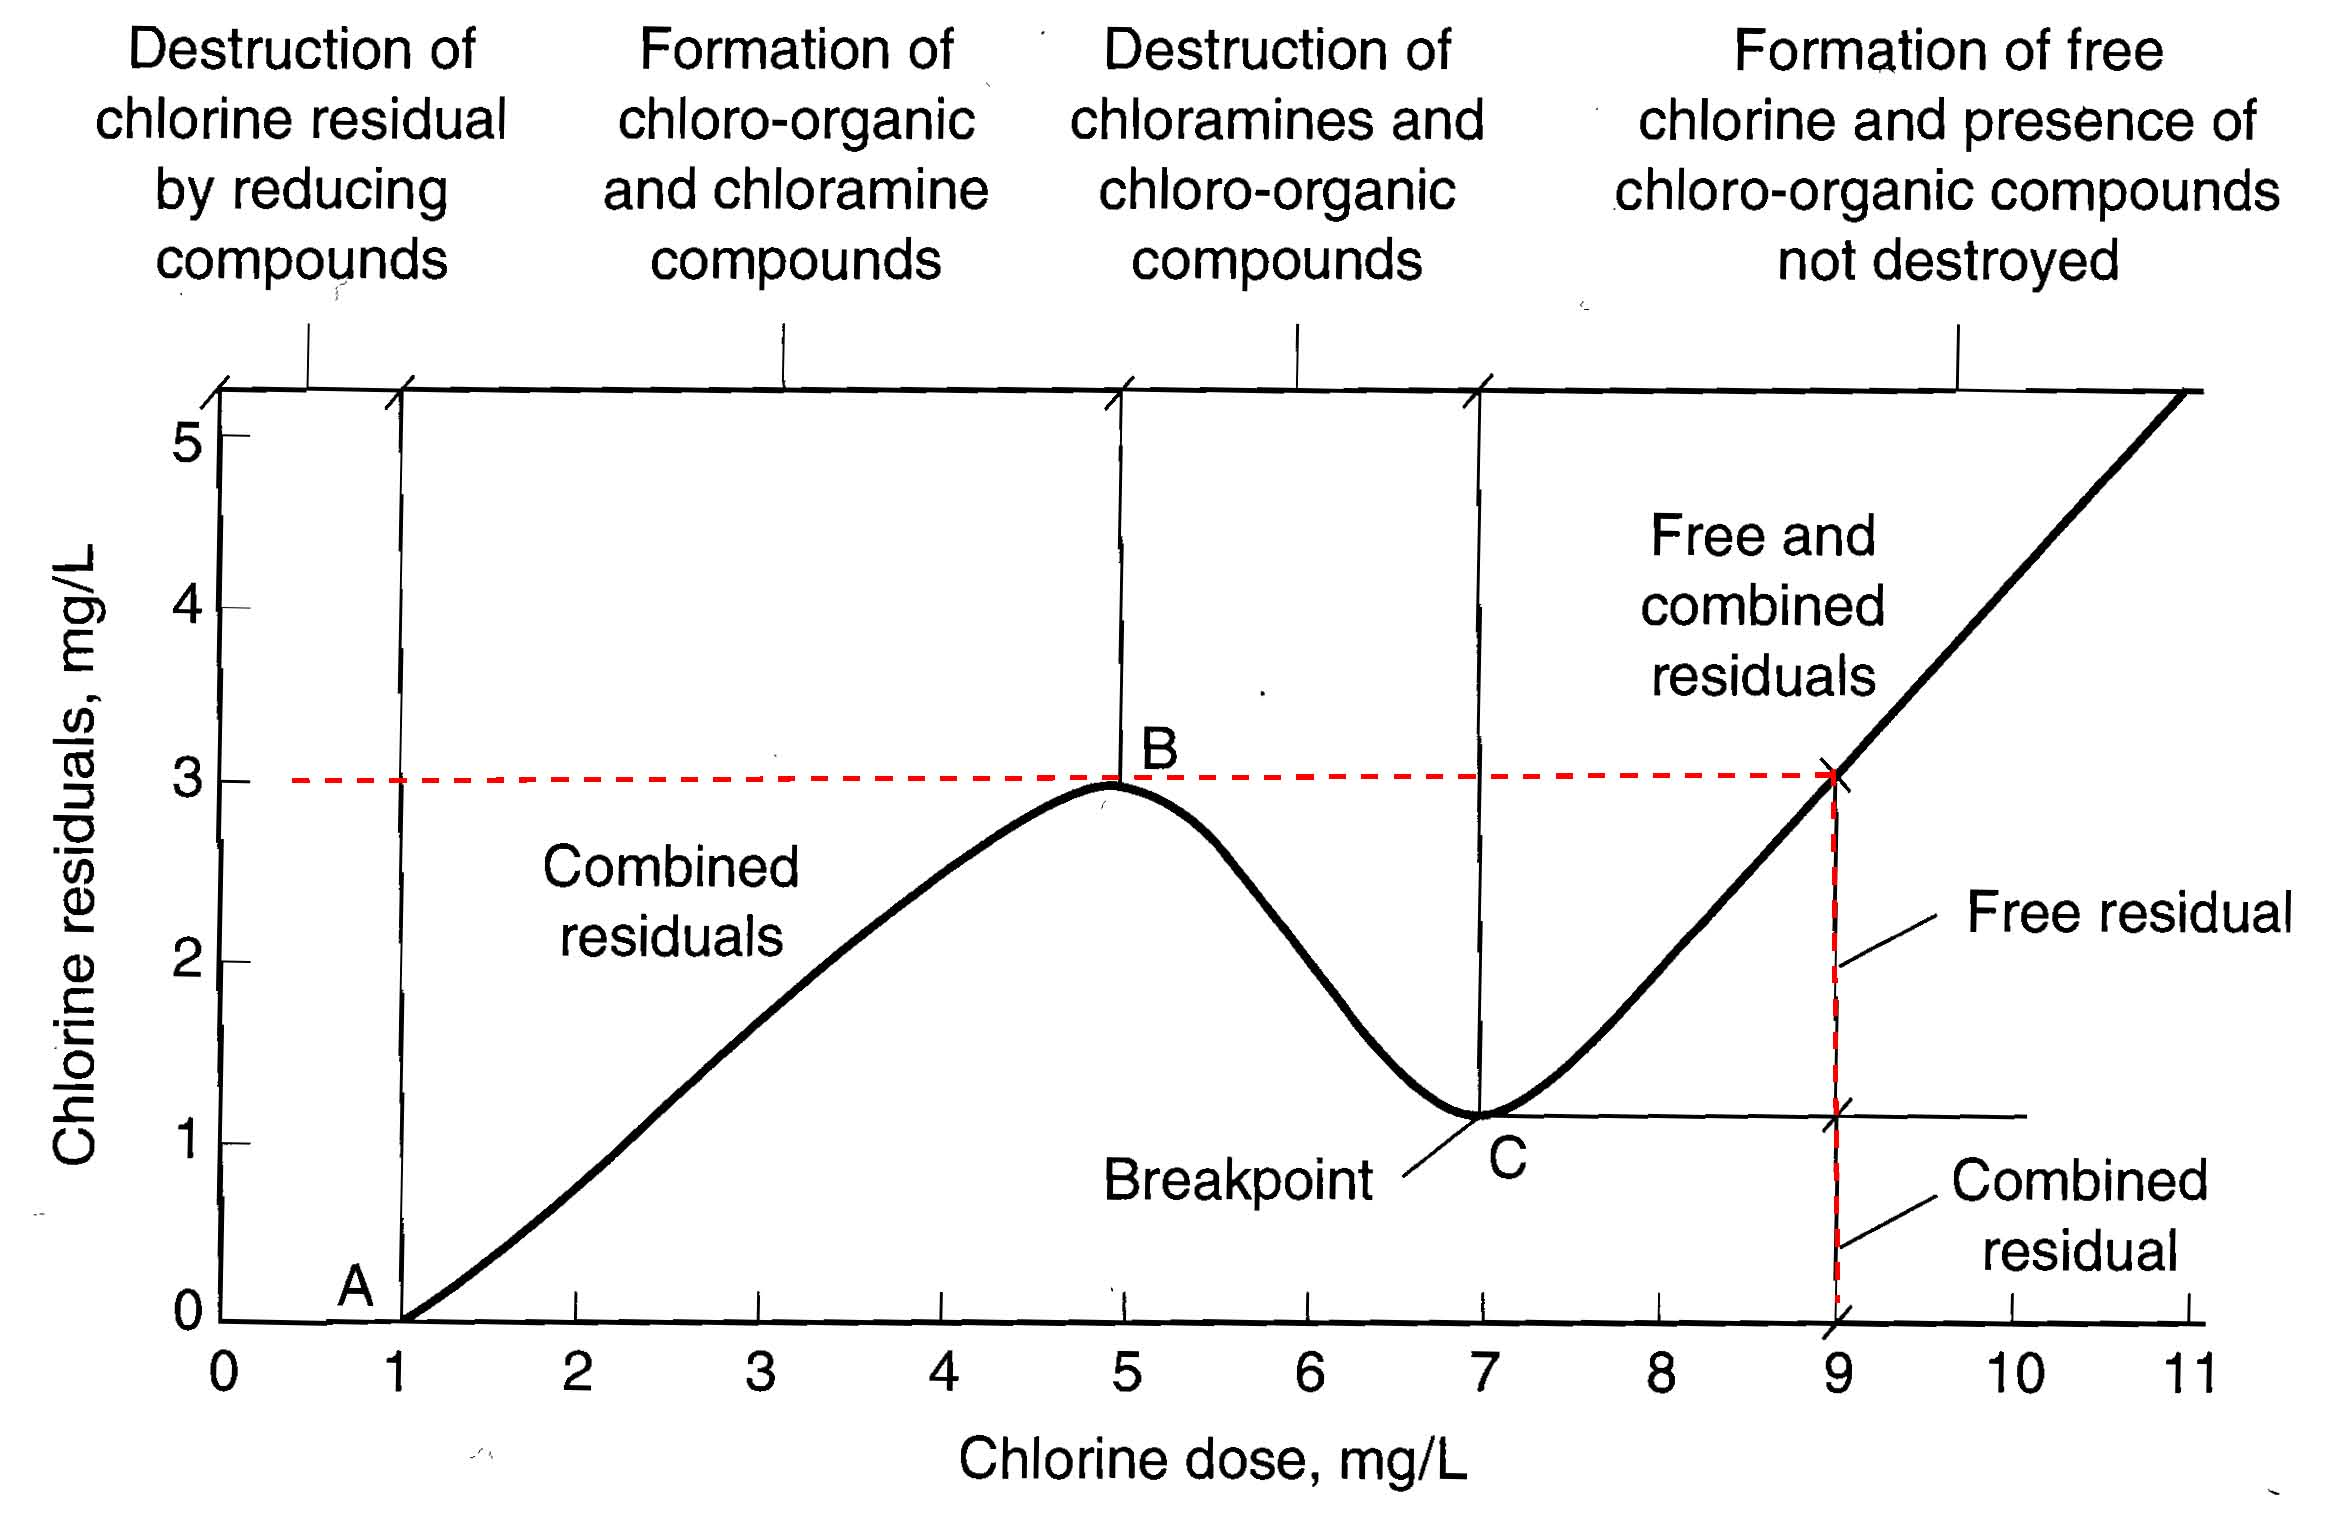 Destruction of
chlorine residual
by reducing
compounds
Formation of
chloro-organic
and chloramine
compounds
Destruction of
chloramines and
chloro-organic
compounds
Formation of free
chlorine and presence of
chloro-organic compounds
not destroyed
Chlorine residuals, mg/L
5
4
3
2
1
0
Free and
combined
residuals
B
Combined
residuals
Free residual
Breakpoint
C
Combined
residual
A
0 1 2 3 4 5 6 7 8 9 10 11
Chlorine dose, mg/L